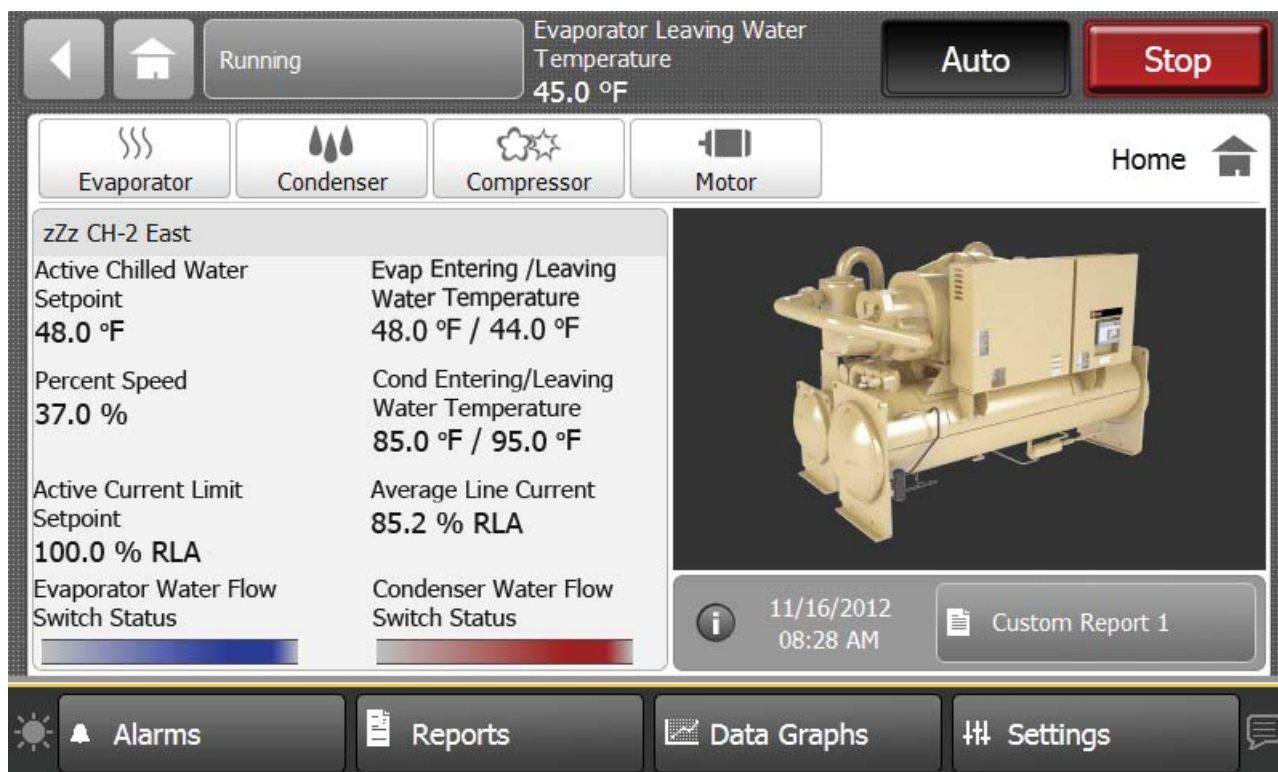 Running
Evaporator Leaving Water
Temperature
45.0 °F
Auto
Stop
Evaporator
Condenser
Compressor
Motor
Home
zZz CH-2 East
Active Chilled Water
Setpoint
48.0 °F
Evap Entering /Leaving
Water Temperature
48.0 °F / 44.0 °F
Percent Speed
37.0 %
Cond Entering/Leaving
Water Temperature
85.0 °F / 95.0 °F
Active Current Limit
Setpoint
100.0 % RLA
Average Line Current
85.2 % RLA
Evaporator Water Flow
Switch Status
Condenser Water Flow
Switch Status
11/16/2012
08:28 AM
Custom Report 1
Alarms
Reports
Data Graphs
Settings